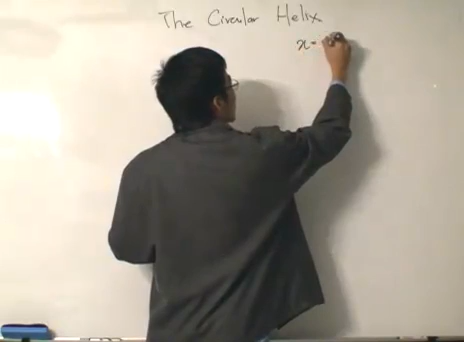 The Circular Helix
x=